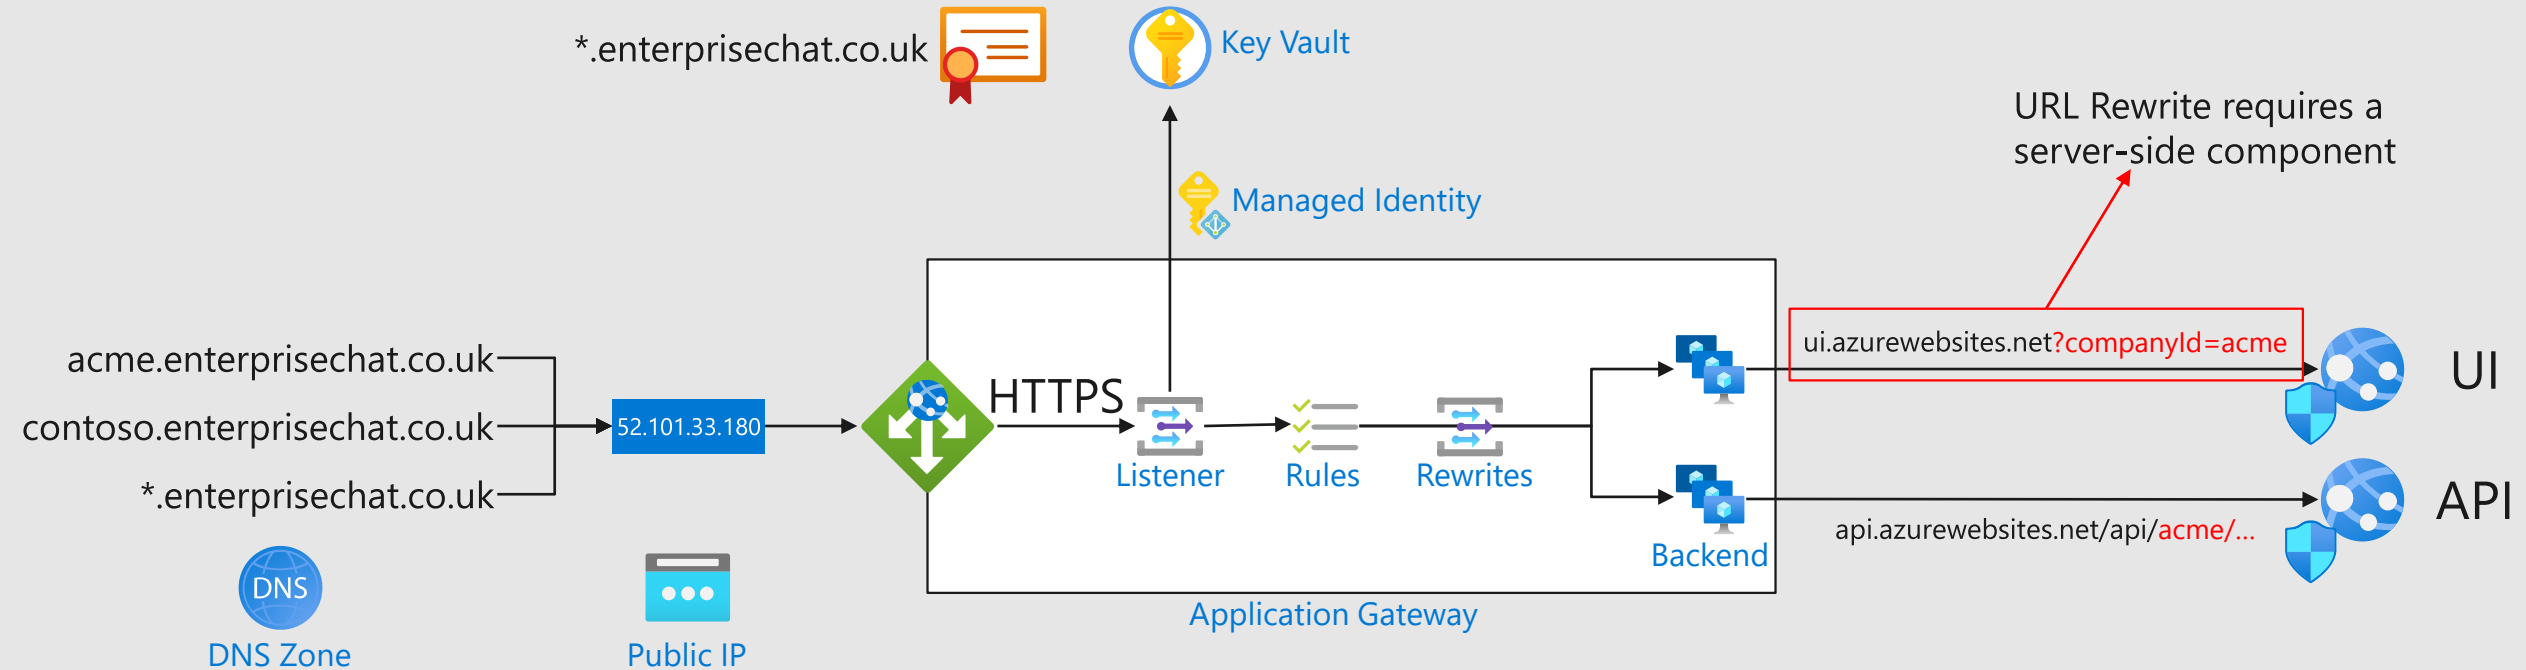 *.enterprisechat.co.uk
Key Vault
URL Rewrite requires a
server-side component
Managed Identity
acme.enterprisechat.co.uk
contoso.enterprisechat.co.uk
*.enterprisechat.co.uk
52.101.33.180
HTTPS
Listener
Rules
Rewrites
Backend
ui.azurewebsites.net?companyId=acme
UI
API
api.azurewebsites.net/api/acme/...
DNS
DNS Zone
Public IP
Application Gateway